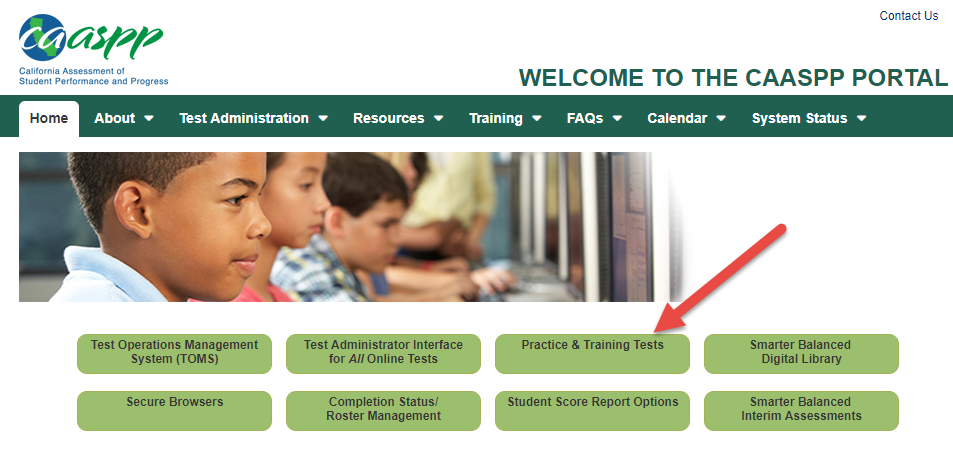 Contact Us
caaspp
California Assessment of
Student Performance and Progress
WELCOME TO THE CAASPP PORTAL
Home About Test Administration Resources Training FAQs Calendar System Status
Test Operations Management
System (TOMS)
Test Administrator Interface
for All Online Tests
Practice & Training Tests
Smarter Balanced
Digital Library
Secure Browsers
Completion Status/
Roster Management
Student Score Report Options
Smarter Balanced
Interim Assessments